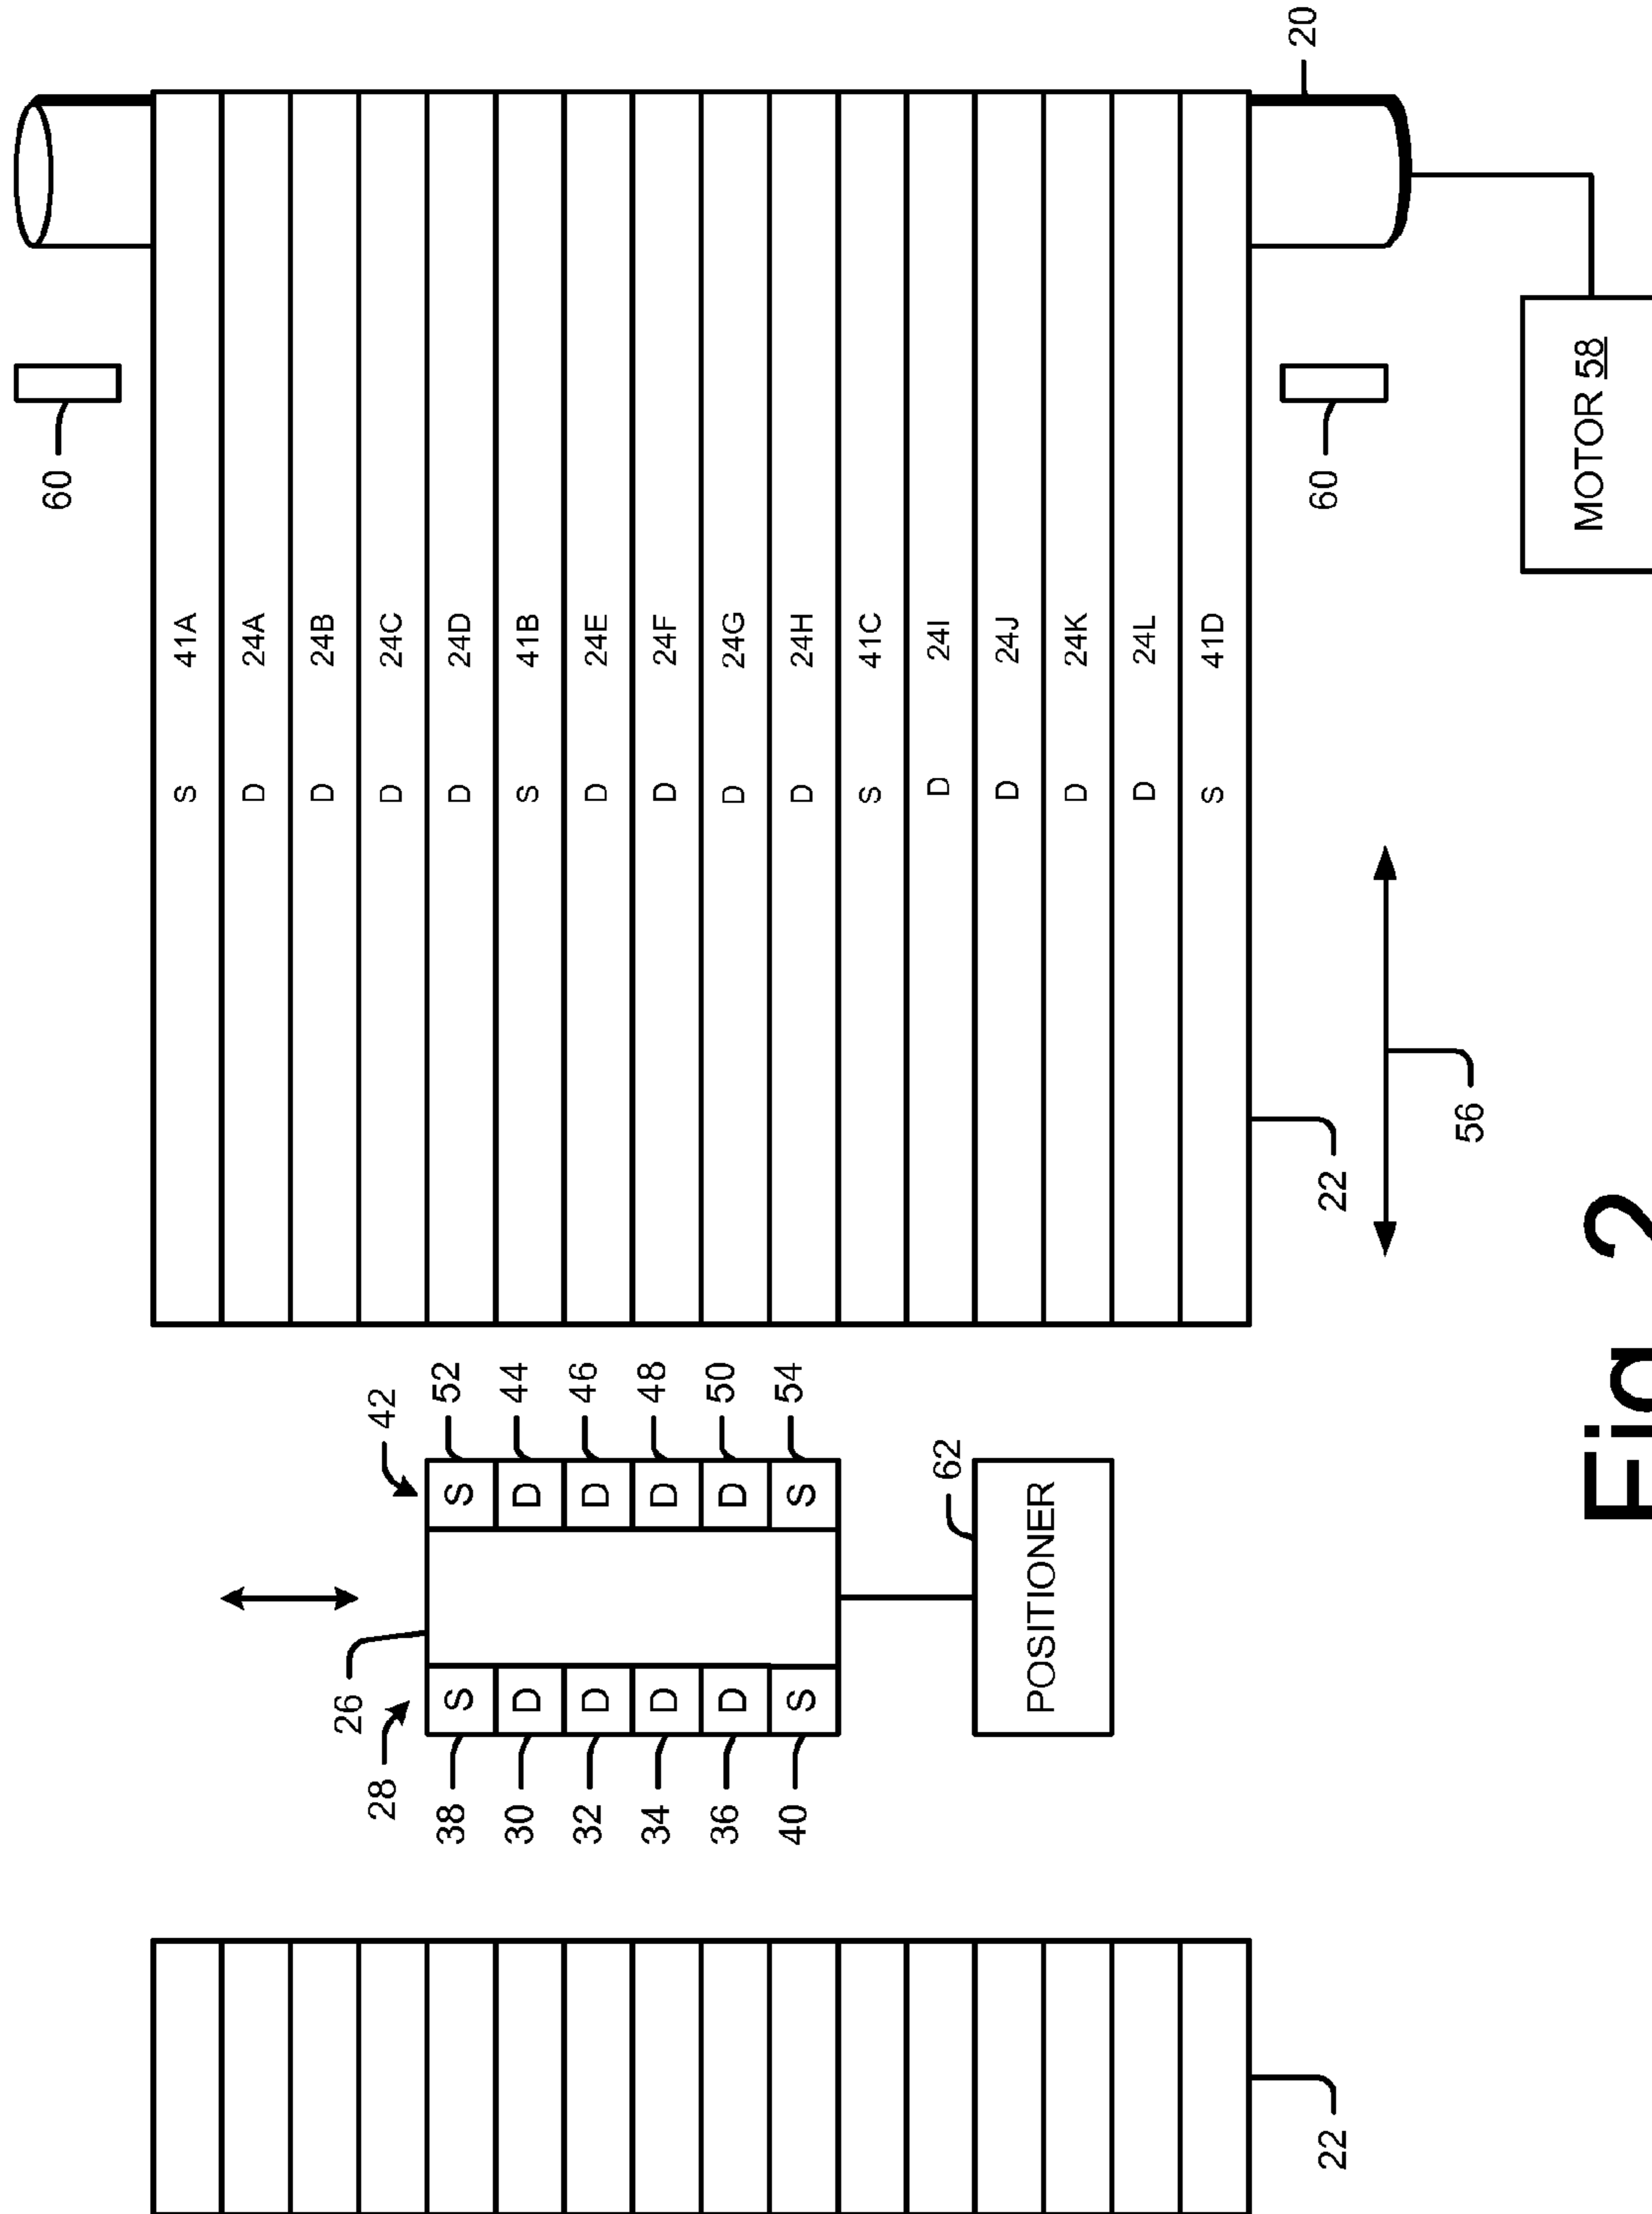 60
S 41A
D 24A
D 24B
26
28 42
D 24C
38 S S 52 D 24D
30 D D 44 S 41B
32 D D 46 D 24E
34 D D 48 D 24F
36 D D 50 D 24G
40 S S 54 D 24H
S 41C
62 D 24I
D 24J
POSITIONER
D 24K
D 24L
S 41D
20
22 22 60
56
MOTOR 58
Fig 2